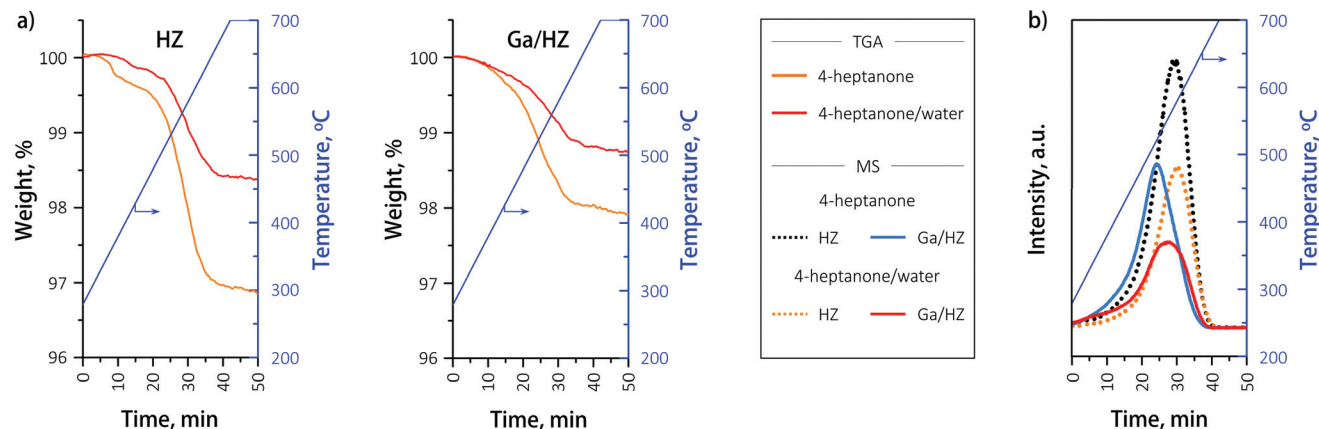 a)
HZ
100
99
98
97
96
Weight, %
0
10
20
30
40
50
Time, min
700
600
500
400
300
200
Temperature, ºC
Ga/HZ
100
99
98
97
96
Weight, %
0
10
20
30
40
50
Time, min
700
600
500
400
300
200
Temperature, ºC
TGA
4-heptanone
4-heptanone/water
MS
4-heptanone
HZ Ga/HZ
4-heptanone/water
HZ Ga/HZ
b)
Intensity, a.u.
0
10
20
30
40
50
Time, min
700
600
500
400
300
200
Temperature, ºC